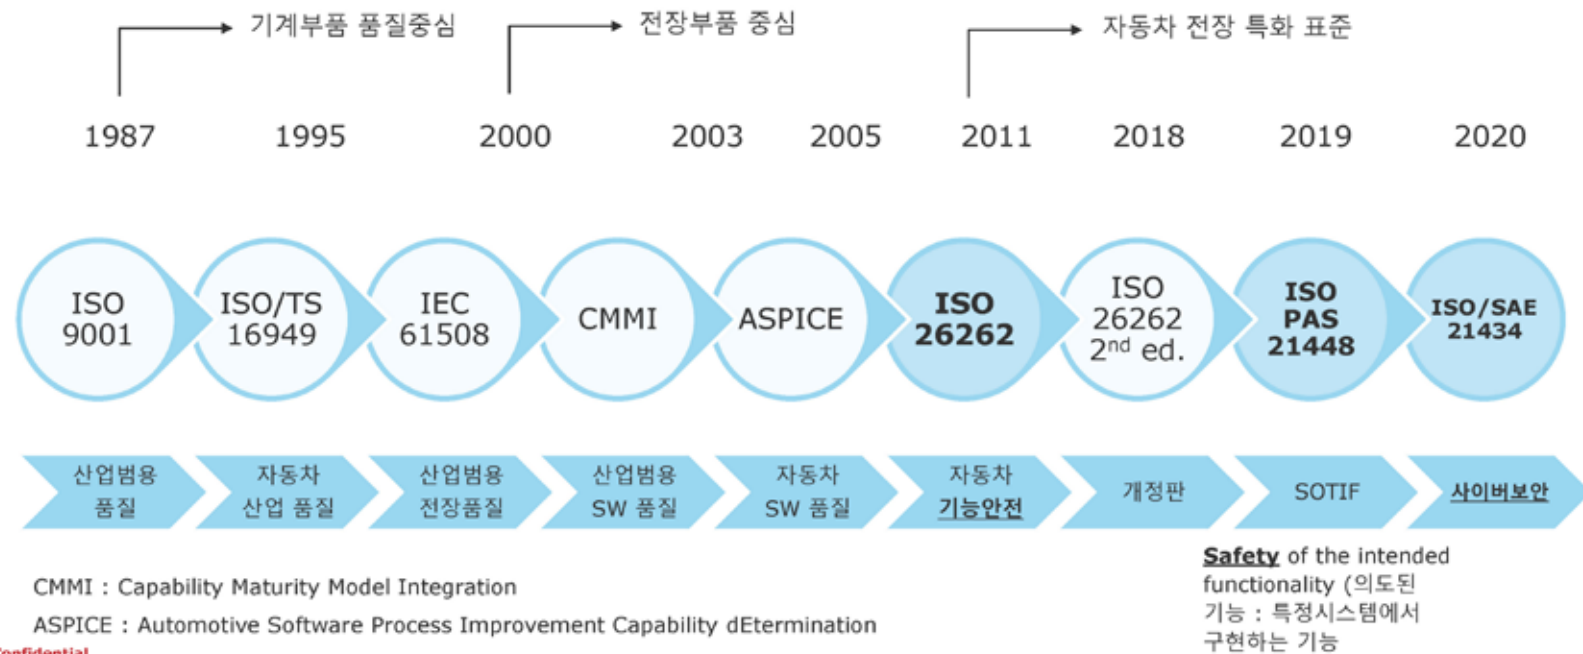 기계부품 품질중심
전장부품 중심
자동차 전장 특화 표준
1987
1995
2000
2003
2005
2011
2018
2019
2020
ISO
9001
ISO/TS
16949
IEC
61508
CMMI
ASPICE
ISO
26262
ISO
26262
2nd ed.
ISO
PAS
21448
ISO/SAE
21434
산업범용
품질
자동차
산업 품질
산업범용
전장품질
산업범용
SW 품질
자동차
SW 품질
자동차
기능안전
개정판
SOTIF
사이버보안
CMMI : Capability Maturity Model Integration
ASPICE : Automotive Software Process Improvement Capability dEtermination
Safety of the intended
functionality (의도된
기능 : 특정시스템에서
구현하는 기능
Confidential